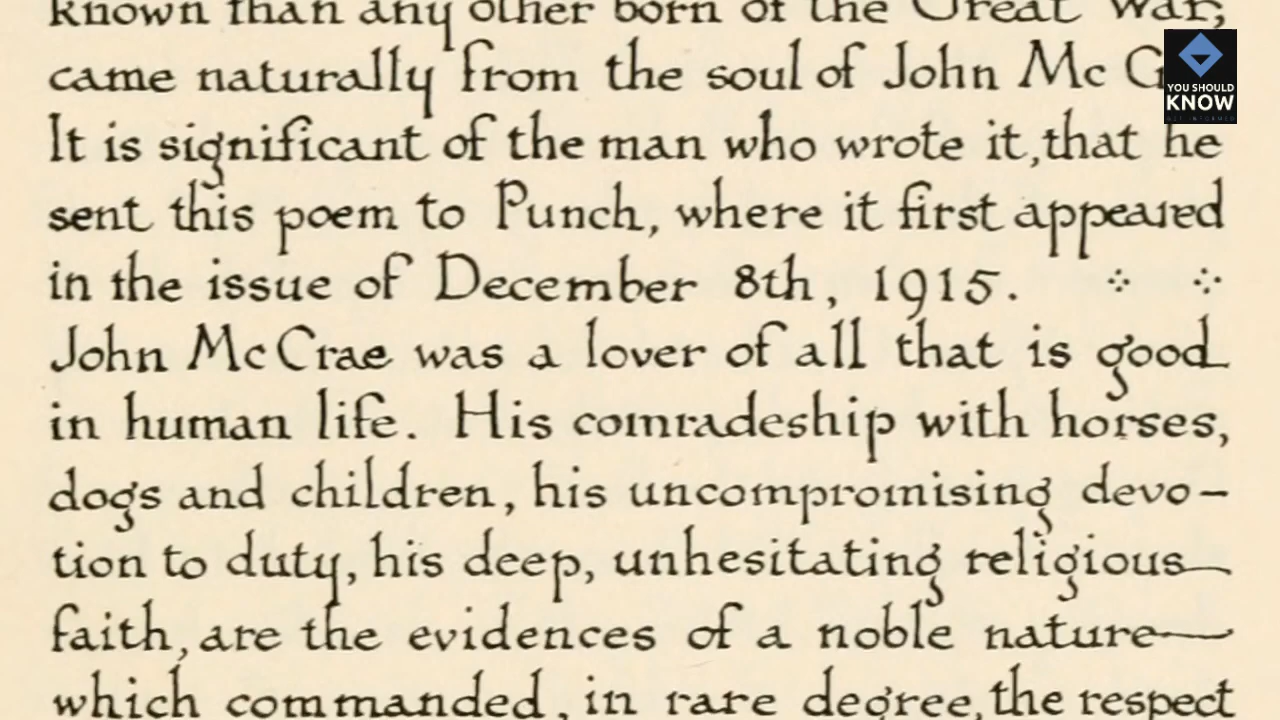 known than any other born of the Great War,
came naturally from the soul of John Mc
It is significant of the man who wrote it, that he
sent this poem to Punch, where it first appeared
in the issue of December 8th, 1915.
John McCrae was a lover of all that is good
in human life. His comradeship with horses,
dogs and children, his uncompromising devo-
tion to duty, his deep, unhesitating religious
faith, are the evidences of a noble nature
which commanded, in rare degree, the respect
YOU SHOULD
KNOW
GET INFORMED